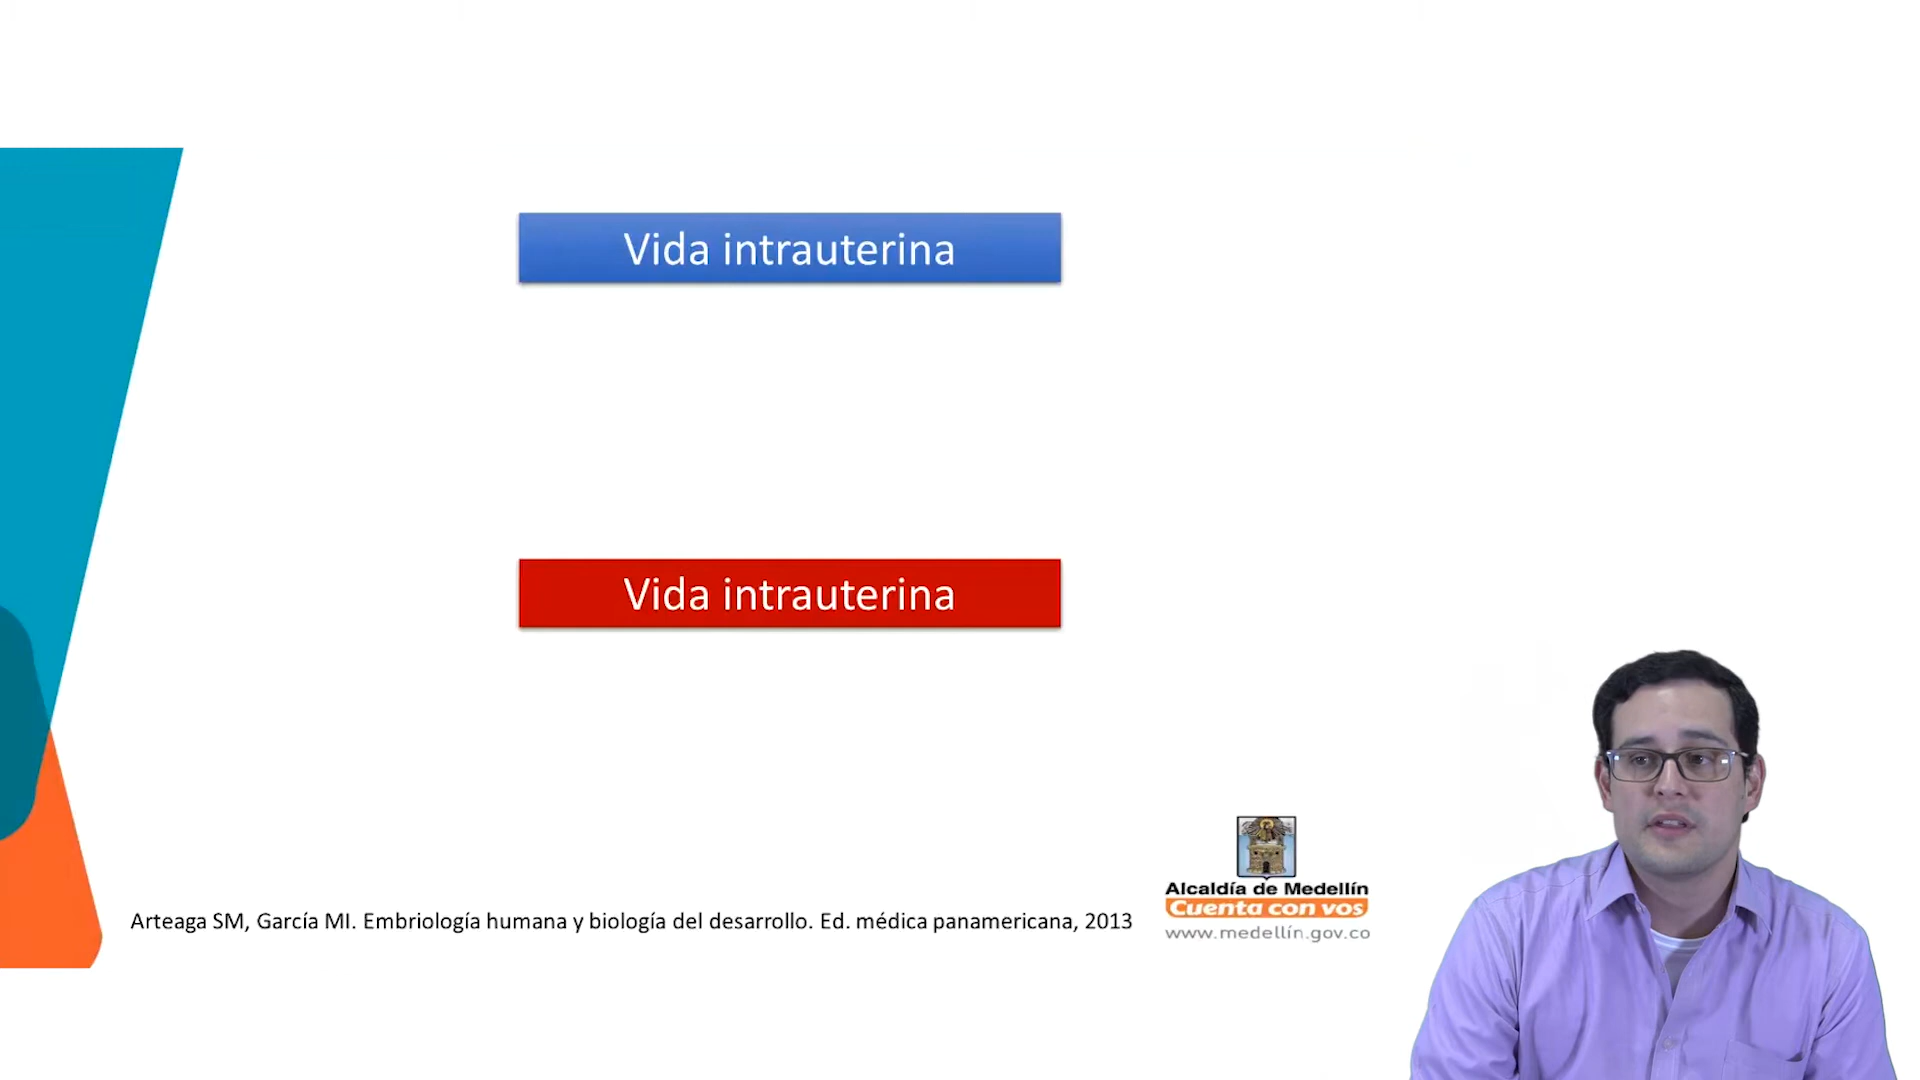 Vida intrauterina
Vida intrauterina
Alcaldía de Medellín
Cuenta con vos
www.medellín.gov.co
Arteaga SM, García MI. Embriología humana y biología del desarrollo. Ed. médica panamericana, 2013